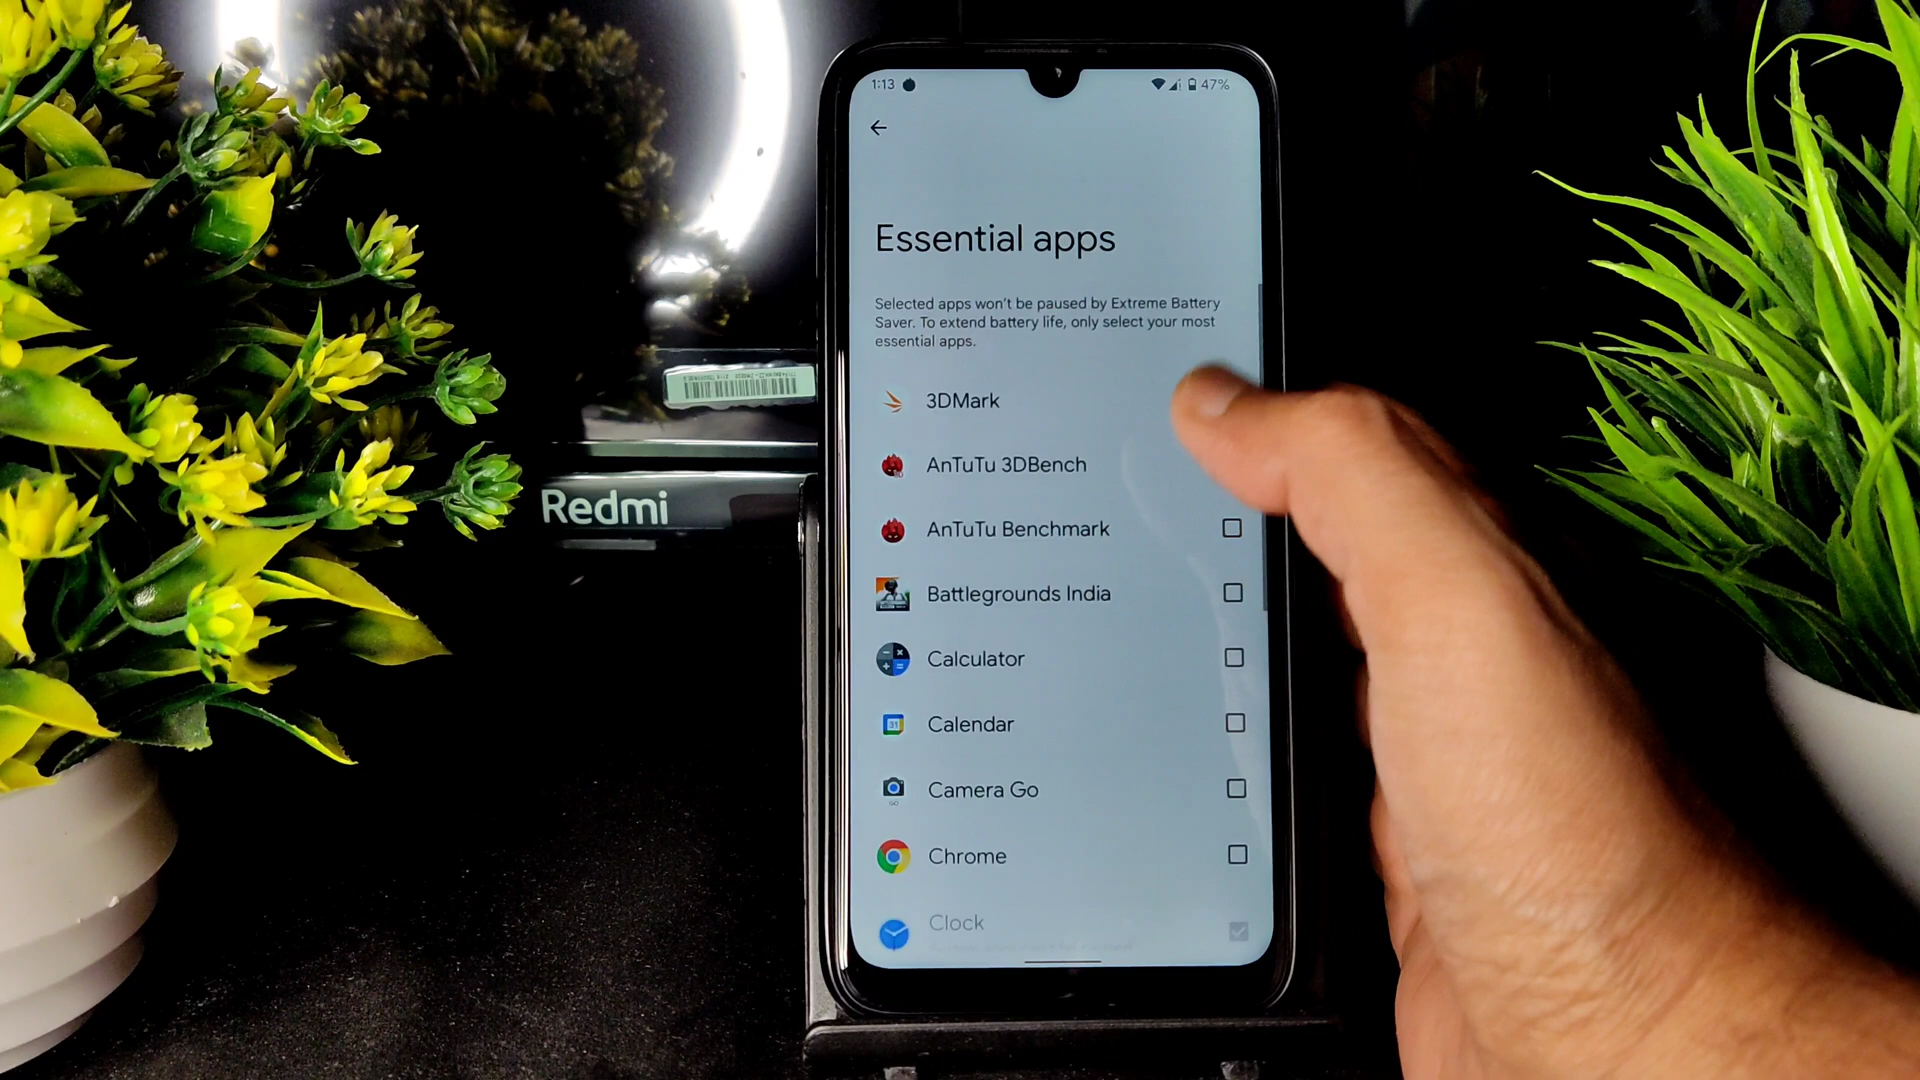 1:13
47%
Essential apps
Selected apps won't be paused by Extreme Battery
Saver. To extend battery life, only select your most
essential apps.
3DMark
AnTuTu 3DBench
AnTuTu Benchmark
Battlegrounds India
Calculator
31
Calendar
GO
Camera Go
Chrome
Clock
Redmi